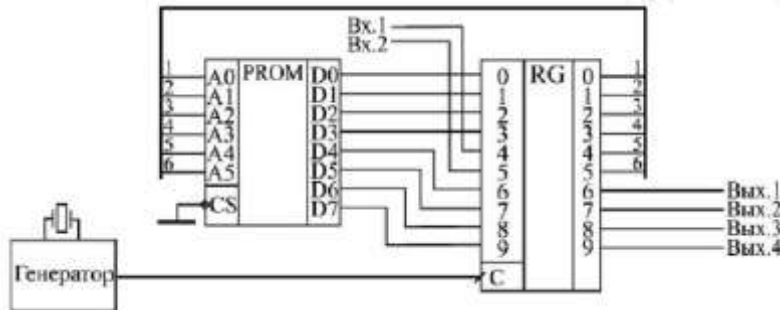 Вх.1
Вх.2
1 A0 PROM D0 0 RG 0 1
2 A1 D1 1 1 2
3 A2 D2 2 2 3
4 A3 D3 3 3 4
5 A4 D4 4 4 5
6 A5 D5 5 5 6
D6 6 6 Вых.1
CS D7 7 7 Вых.2
8 8 Вых.3
9 9 Вых.4
Генератор C